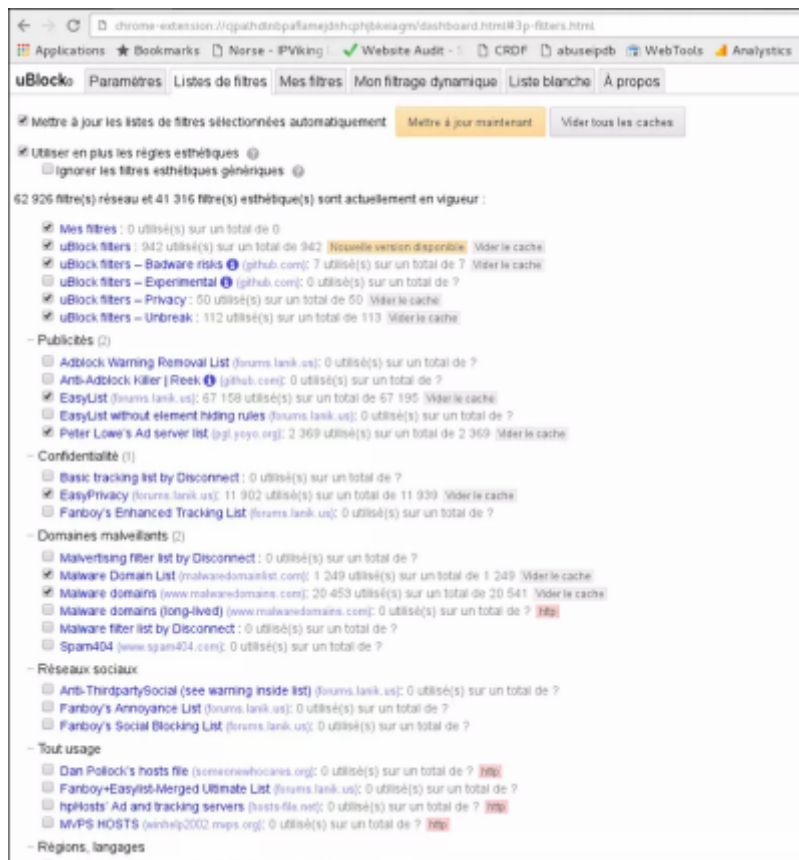 chrome-extension://cjpalhdlnbpafiamejdnhcphjbkeiagm/dashboard.html#3p-filters.html
Applications Bookmarks Norse - IPViking Website Audit - S CRDF abuseipdb WebTools Analystics
uBlock₀ Paramètres Listes de filtres Mes filtres Mon filtrage dynamique Liste blanche À propos
Mettre à jour les listes de filtres sélectionnées automatiquement Mettre à jour maintenant Vider tous les caches
Utiliser en plus les règles esthétiques
Ignorer les filtres esthétiques génériques
62 926 filtre(s) réseau et 41 316 filtre(s) esthétique(s) sont actuellement en vigueur :
Mes filtres : 0 utilisé(s) sur un total de 0
uBlock filters : 942 utilisé(s) sur un total de 942 Nouvelle version disponible Vider le cache
uBlock filters – Badware risks (github.com): 7 utilisé(s) sur un total de 7 Vider le cache
uBlock filters – Experimental (github.com): 0 utilisé(s) sur un total de ?
uBlock filters – Privacy : 50 utilisé(s) sur un total de 50 Vider le cache
uBlock filters – Unbreak : 112 utilisé(s) sur un total de 113 Vider le cache
− Publicités (2)
Adblock Warning Removal List (forums.lanik.us): 0 utilisé(s) sur un total de ?
Anti-Adblock Killer | Reek (github.com): 0 utilisé(s) sur un total de ?
EasyList (forums.lanik.us): 67 158 utilisé(s) sur un total de 67 195 Vider le cache
EasyList without element hiding rules (forums.lanik.us): 0 utilisé(s) sur un total de ?
Peter Lowe's Ad server list (pgl.yoyo.org): 2 369 utilisé(s) sur un total de 2 369 Vider le cache
− Confidentialité (1)
Basic tracking list by Disconnect : 0 utilisé(s) sur un total de ?
EasyPrivacy (forums.lanik.us): 11 902 utilisé(s) sur un total de 11 939 Vider le cache
Fanboy's Enhanced Tracking List (forums.lanik.us): 0 utilisé(s) sur un total de ?
− Domaines malveillants (2)
Malvertising filter list by Disconnect : 0 utilisé(s) sur un total de ?
Malware Domain List (malwaredomainlist.com): 1 249 utilisé(s) sur un total de 1 249 Vider le cache
Malware domains (www.malwaredomains.com): 20 453 utilisé(s) sur un total de 20 541 Vider le cache
Malware domains (long-lived) (www.malwaredomains.com): 0 utilisé(s) sur un total de ? http
Malware filter list by Disconnect : 0 utilisé(s) sur un total de ?
Spam404 (www.spam404.com): 0 utilisé(s) sur un total de ?
− Réseaux sociaux
Anti-ThirdpartySocial (see warning inside list) (forums.lanik.us): 0 utilisé(s) sur un total de ?
Fanboy's Annoyance List (forums.lanik.us): 0 utilisé(s) sur un total de ?
Fanboy's Social Blocking List (forums.lanik.us): 0 utilisé(s) sur un total de ?
− Tout usage
Dan Pollock's hosts file (someonewhocares.org): 0 utilisé(s) sur un total de ? http
Fanboy+Easylist-Merged Ultimate List (forums.lanik.us): 0 utilisé(s) sur un total de ?
hpHosts' Ad and tracking servers (hosts-file.net): 0 utilisé(s) sur un total de ? http
MVPS HOSTS (winhelp2002.mvps.org): 0 utilisé(s) sur un total de ? http
− Régions, langages